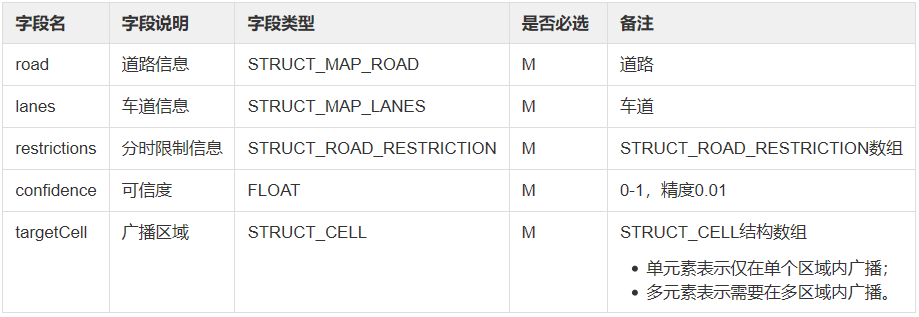 字段名 字段说明 字段类型 是否必选 备注
road 道路信息 STRUCT_MAP_ROAD M 道路
lanes 车道信息 STRUCT_MAP_LANES M 车道
restrictions 分时限制信息 STRUCT_ROAD_RESTRICTION M STRUCT_ROAD_RESTRICTION数组
confidence 可信度 FLOAT M 0-1，精度0.01
targetCell 广播区域 STRUCT_CELL M STRUCT_CELL结构数组
• 单元素表示仅在单个区域内广播；
• 多元素表示需要在多区域内广播。